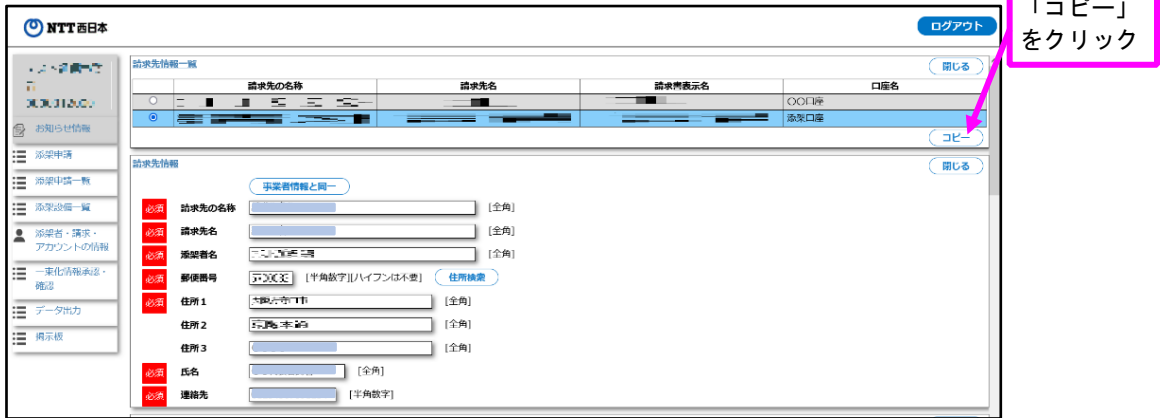 「コピー」
をクリック
NTT西日本
ログアウト
お知らせ情報
添架申請
添架申請一覧
添架設備一覧
添架者・請求・
アカウントの情報
一束化情報承認・
確認
データ出力
掲示板
請求先情報一覧
閉じる
請求先の名称 請求先名 請求書表示名 口座名
〇〇口座
添架口座
コピー
請求先情報
閉じる
事業者情報と同一
必須 請求先の名称 [全角]
必須 請求先名 [全角]
必須 添架者名 [全角]
必須 郵便番号 [半角数字][ハイフンは不要] 住所検索
必須 住所1 [全角]
住所2 [全角]
住所3 [全角]
必須 氏名 [全角]
必須 連絡先 [半角数字]